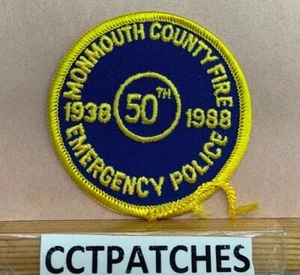 MONMOUTH COUNTY FIRE
1938 50TH 1988
EMERGENCY POLICE
CCTPATCHES